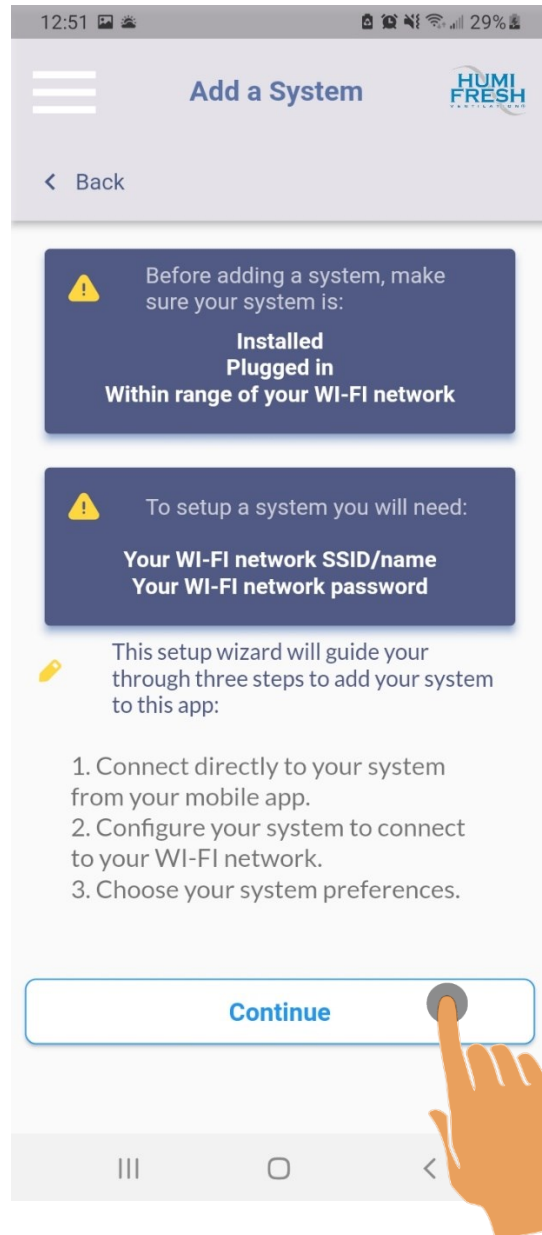 12:51 29%
Add a System
HUMI
FRESH
VENTILATIONS
Back
Before adding a system, make
sure your system is:
Installed
Plugged in
Within range of your WI-FI network
To setup a system you will need:
Your WI-FI network SSID/name
Your WI-FI network password
This setup wizard will guide your
through three steps to add your system
to this app:
1. Connect directly to your system
from your mobile app.
2. Configure your system to connect
to your WI-FI network.
3. Choose your system preferences.
Continue